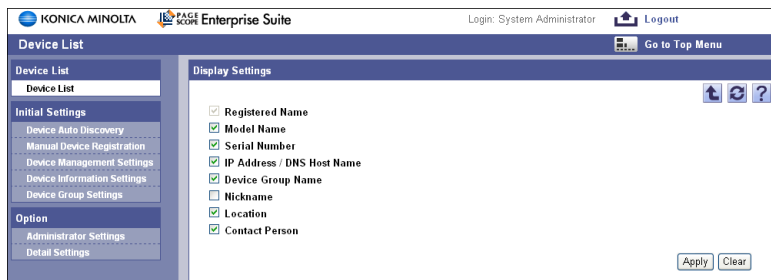 KONICA MINOLTA PAGE SCOPE Enterprise Suite Login: System Administrator Logout
Device List Go to Top Menu
Device List
Device List
Initial Settings
Device Auto Discovery
Manual Device Registration
Device Management Settings
Device Information Settings
Device Group Settings
Option
Administrator Settings
Detail Settings
Display Settings
?
Registered Name
Model Name
Serial Number
IP Address / DNS Host Name
Device Group Name
Nickname
Location
Contact Person
Apply Clear